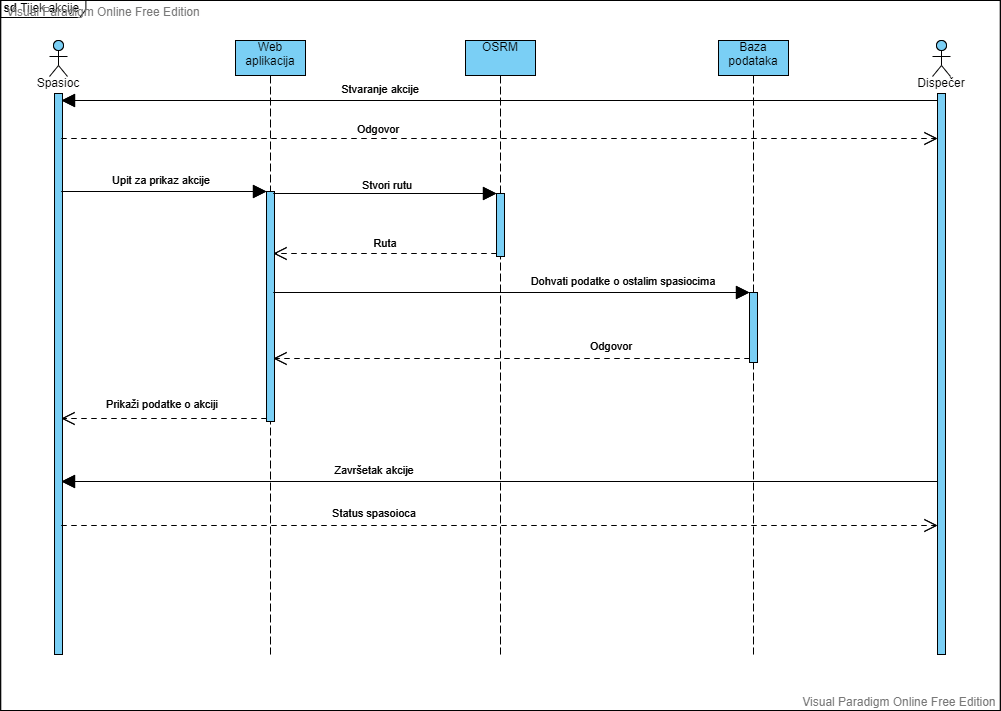 sd Tijek akcije
Visual Paradigm Online Free Edition
Spasioc
Web
aplikacija
OSRM
Baza
podataka
Dispečer
Stvaranje akcije
Odgovor
Upit za prikaz akcije
Stvori rutu
Ruta
Dohvati podatke o ostalim spasiocima
Odgovor
Prikaži podatke o akciji
Završetak akcije
Status spasoioca
Visual Paradigm Online Free Edition